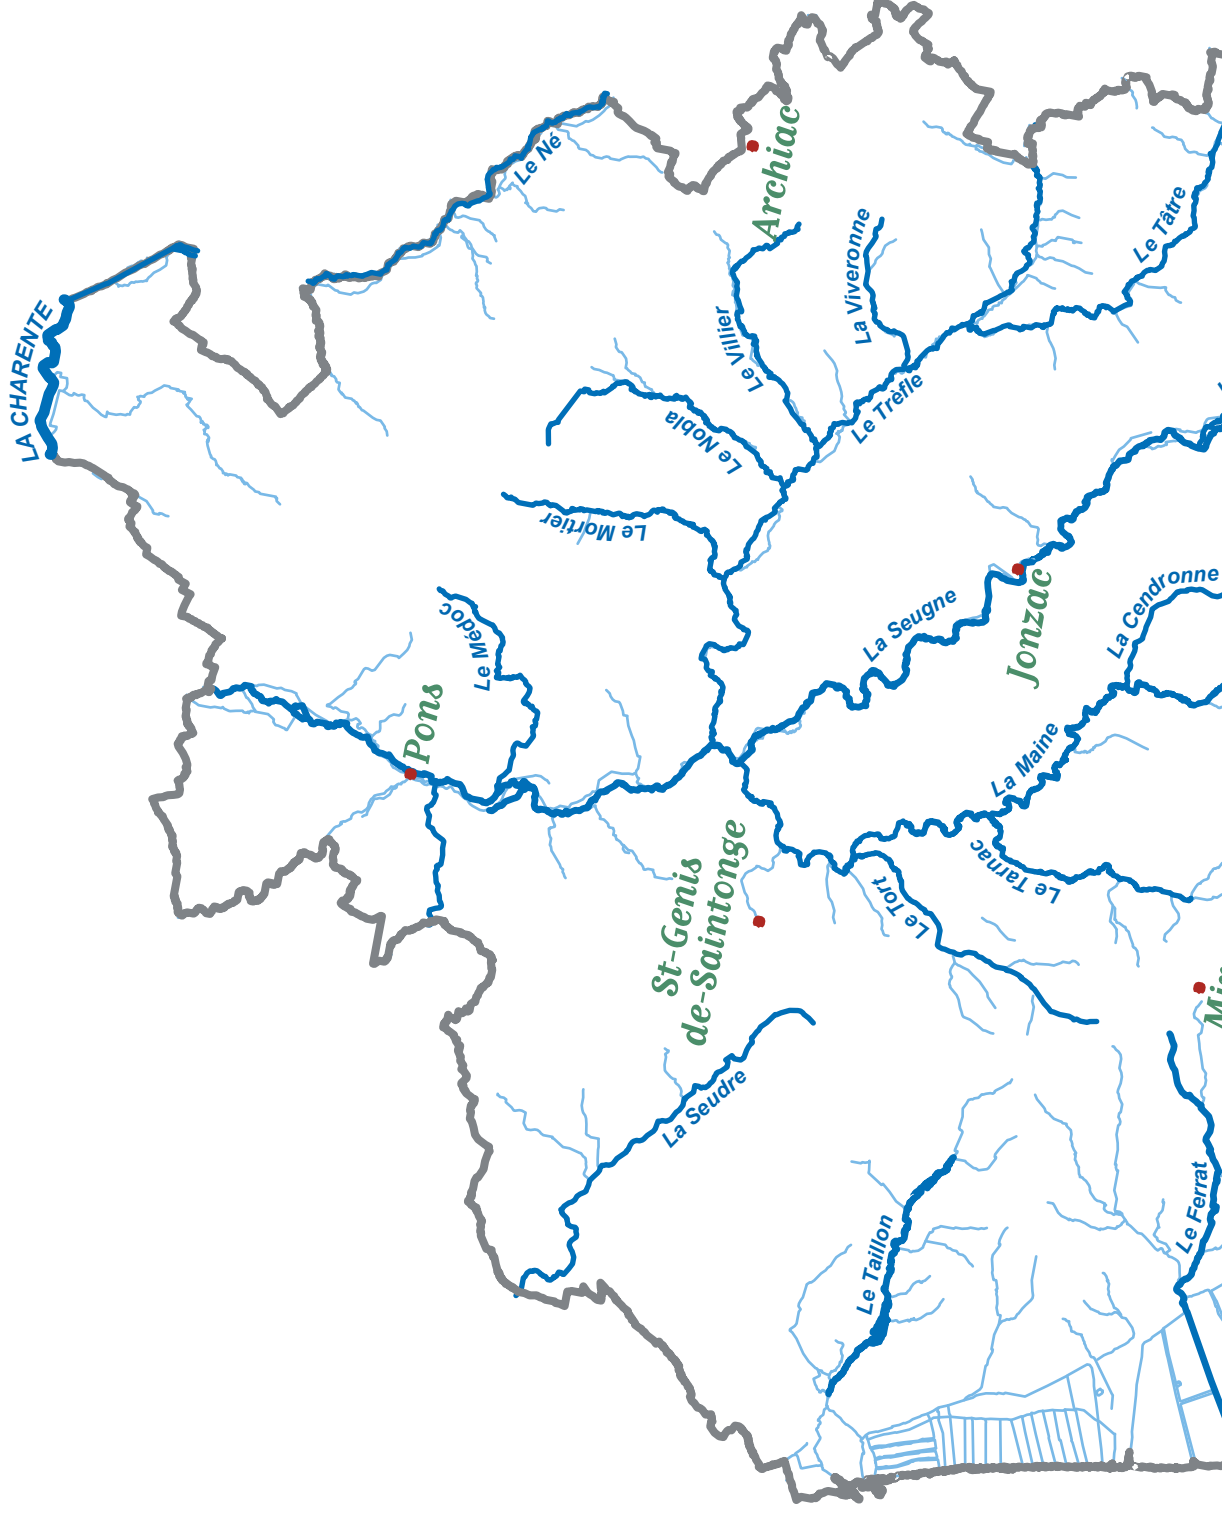 Le Né
Archiac
Le Tâtre
La Viveronne
LA CHARENTE
Le Villier
Le Trèfle
Le Nobla
Le Mortier
Le Médoc
La Seugne
Jonzac
La Cendronne
Pons
La Maine
St-Genis
de-Saintonge
Le Tarnac
Le Tort
La Seudre
Le Ferrat
Le Taillon